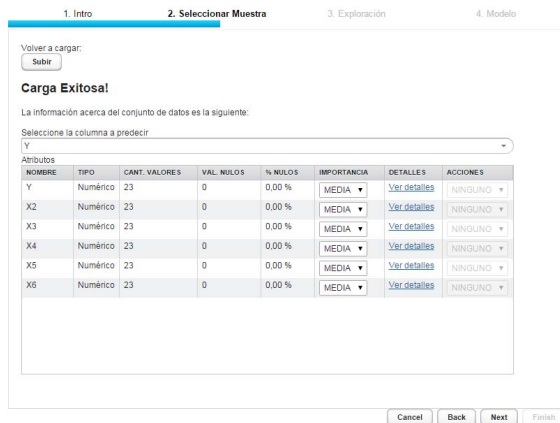 1. Intro 2. Seleccionar Muestra 3. Exploración 4. Modelo
Volver a cargar:
Subir
Carga Exitosa!
La información acerca del conjunto de datos es la siguiente:
Seleccione la columna a predecir
Y
Atributos
NOMBRE TIPO CANT. VALORES VAL. NULOS % NULOS IMPORTANCIA DETALLES ACCIONES
Y Numérico 23 0 0,00 % MEDIA Ver detalles NINGUNO
X2 Numérico 23 0 0,00 % MEDIA Ver detalles NINGUNO
X3 Numérico 23 0 0,00 % MEDIA Ver detalles NINGUNO
X4 Numérico 23 0 0,00 % MEDIA Ver detalles NINGUNO
X5 Numérico 23 0 0,00 % MEDIA Ver detalles NINGUNO
X6 Numérico 23 0 0,00 % MEDIA Ver detalles NINGUNO
Cancel Back Next Finish